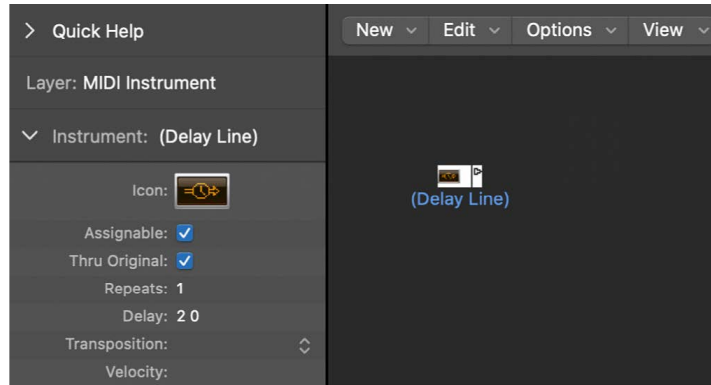 Quick Help
New Edit Options View
Layer: MIDI Instrument
Instrument: (Delay Line)
Icon:
Assignable:
Thru Original:
Repeats: 1
Delay: 2 0
Transposition:
Velocity:
(Delay Line)